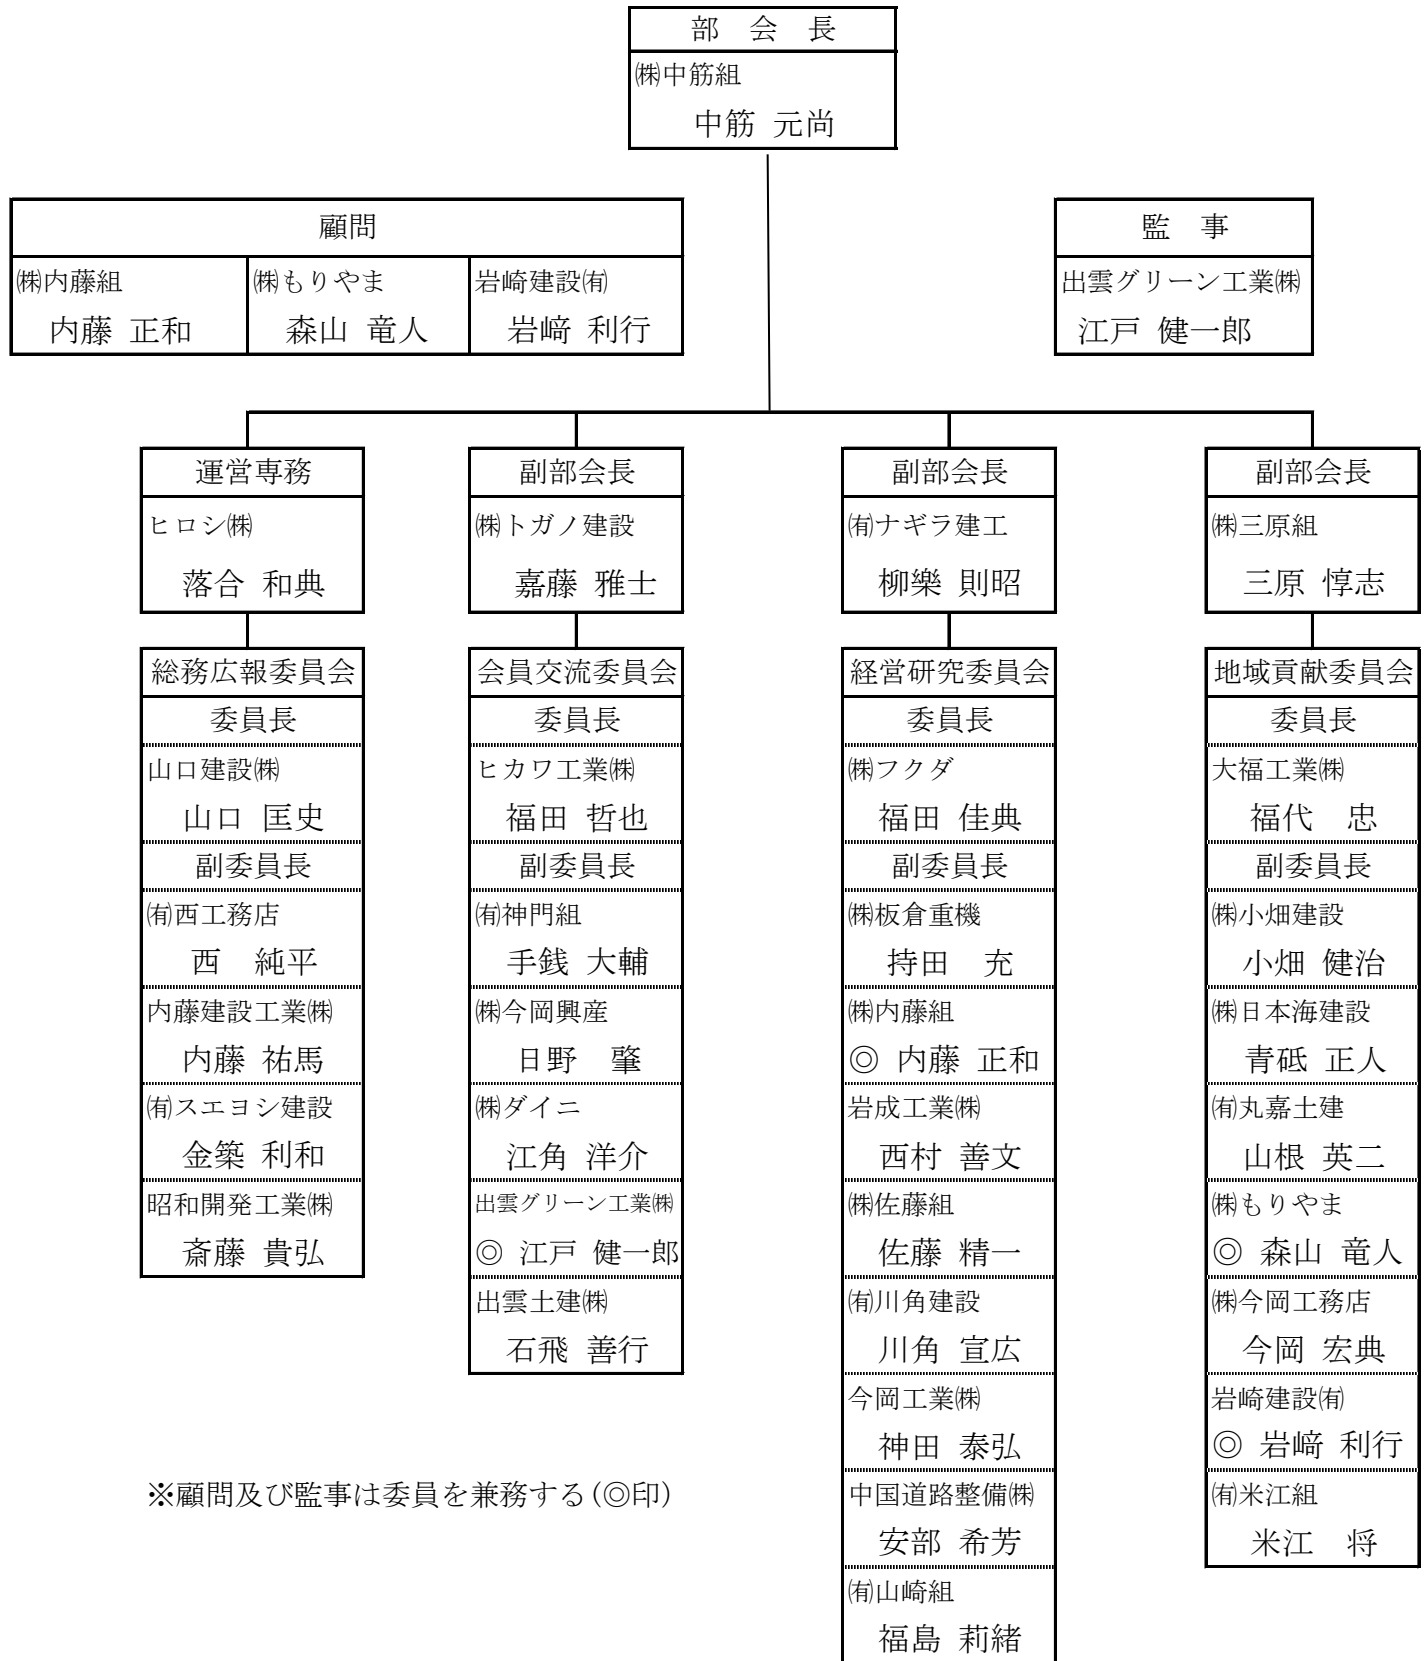 部　会　長
㈱中筋組
中筋 元尚
顧問
㈱内藤組
内藤 正和
㈱もりやま
森山 竜人
岩崎建設㈲
岩﨑 利行
監　事
出雲グリーン工業㈱
江戸 健一郎
運営専務
ヒロシ㈱
落合 和典
総務広報委員会
委員長
山口建設㈱
山口 匡史
副委員長
㈲西工務店
西　純平
内藤建設工業㈱
内藤 祐馬
㈲スエヨシ建設
金築 利和
昭和開発工業㈱
斎藤 貴弘
副部会長
㈱トガノ建設
嘉藤 雅士
会員交流委員会
委員長
ヒカワ工業㈱
福田 哲也
副委員長
㈲神門組
手銭 大輔
㈱今岡興産
日野　肇
㈱ダイニ
江角 洋介
出雲グリーン工業㈱
◎ 江戸 健一郎
出雲土建㈱
石飛 善行
副部会長
㈲ナギラ建工
柳樂 則昭
経営研究委員会
委員長
㈱フクダ
福田 佳典
副委員長
㈱板倉重機
持田　充
㈱内藤組
◎ 内藤 正和
岩成工業㈱
西村 善文
㈱佐藤組
佐藤 精一
㈲川角建設
川角 宣広
今岡工業㈱
神田 泰弘
中国道路整備㈱
安部 希芳
㈲山崎組
福島 莉緒
副部会長
㈱三原組
三原 惇志
地域貢献委員会
委員長
大福工業㈱
福代　忠
副委員長
㈱小畑建設
小畑 健治
㈱日本海建設
青砥 正人
㈲丸嘉土建
山根 英二
㈱もりやま
◎ 森山 竜人
㈱今岡工務店
今岡 宏典
岩崎建設㈲
◎ 岩﨑 利行
㈲米江組
米江　将
※顧問及び監事は委員を兼務する（◎印）